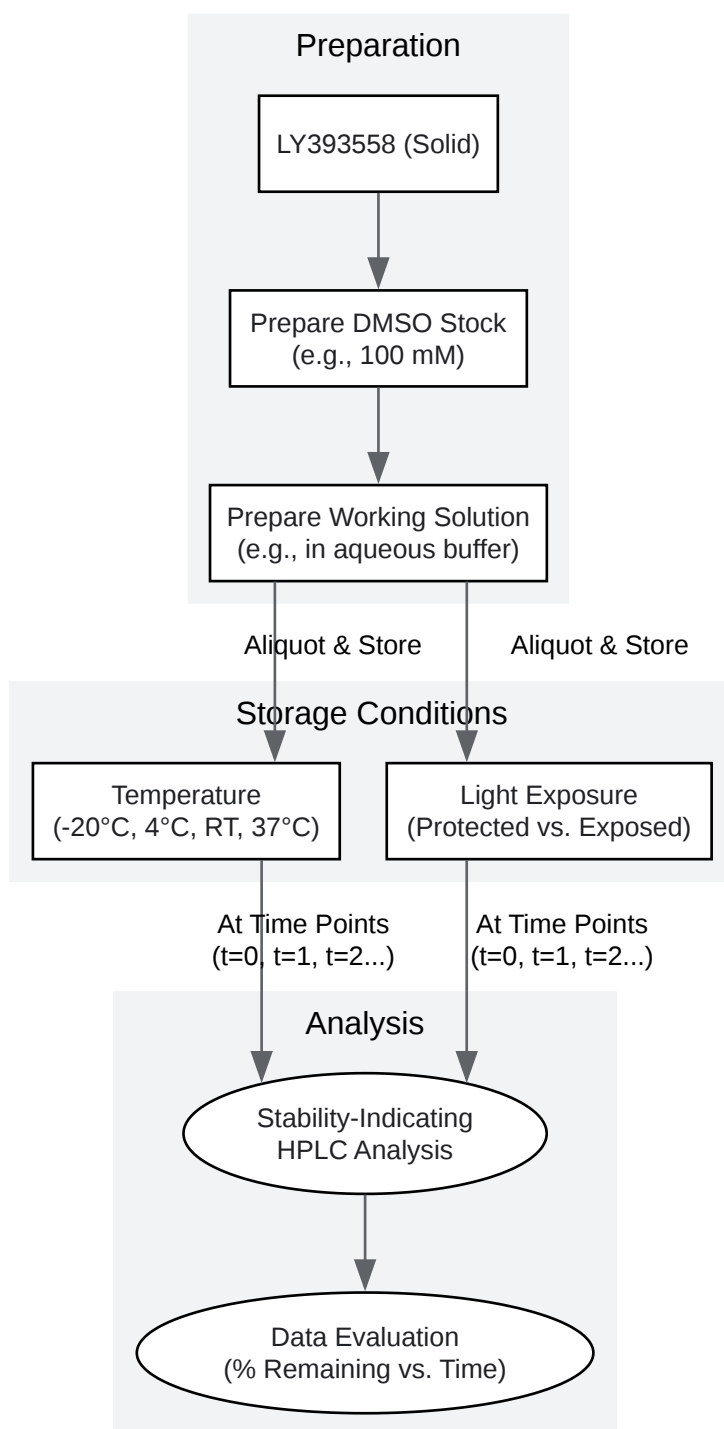 Preparation
LY393558 (Solid)
Prepare DMSO Stock
(e.g., 100 mM)
Prepare Working Solution
(e.g., in aqueous buffer)
Aliquot & Store
Aliquot & Store
Storage Conditions
Temperature
(-20°C, 4°C, RT, 37°C)
Light Exposure
(Protected vs. Exposed)
At Time Points
(t=0, t=1, t=2...)
At Time Points
(t=0, t=1, t=2...)
Analysis
Stability-Indicating
HPLC Analysis
Data Evaluation
(% Remaining vs. Time)